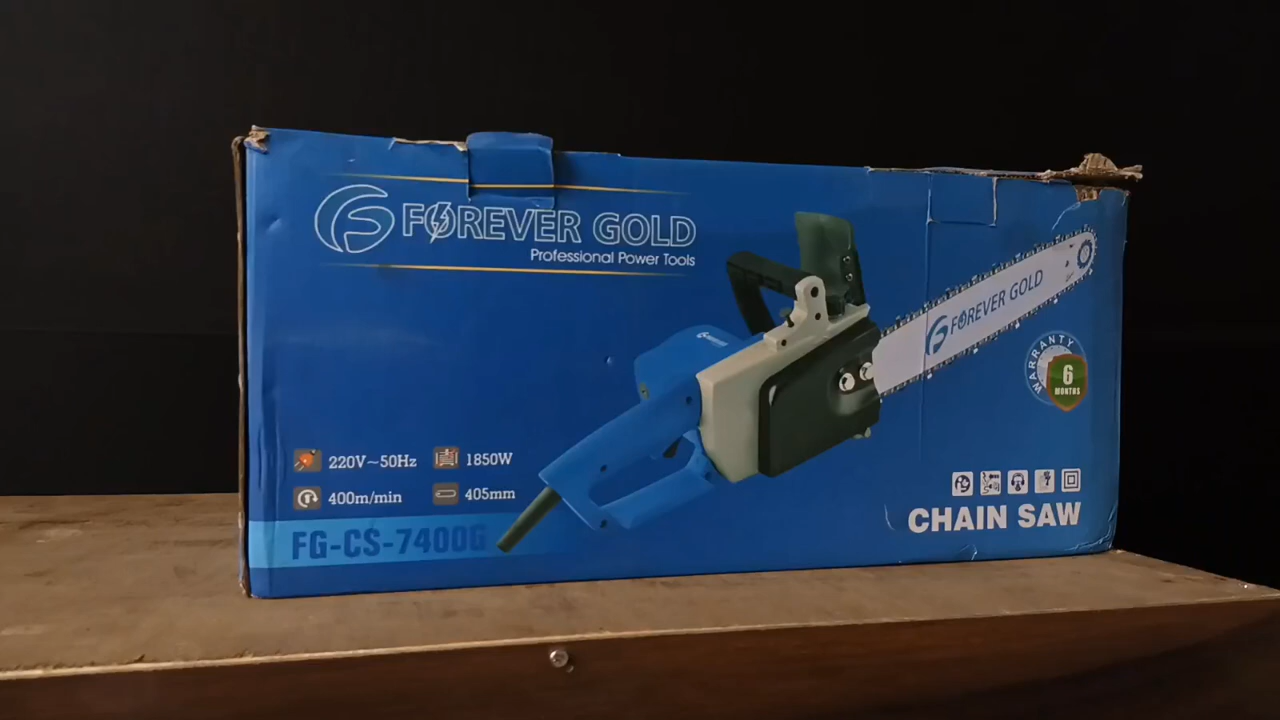 FOREVER GOLD
Professional Power Tools
FOREVER GOLD
WARRANTY
6
MONTHS
220V~50Hz
1850W
400m/min
405mm
FG-CS-7400G
CHAIN SAW